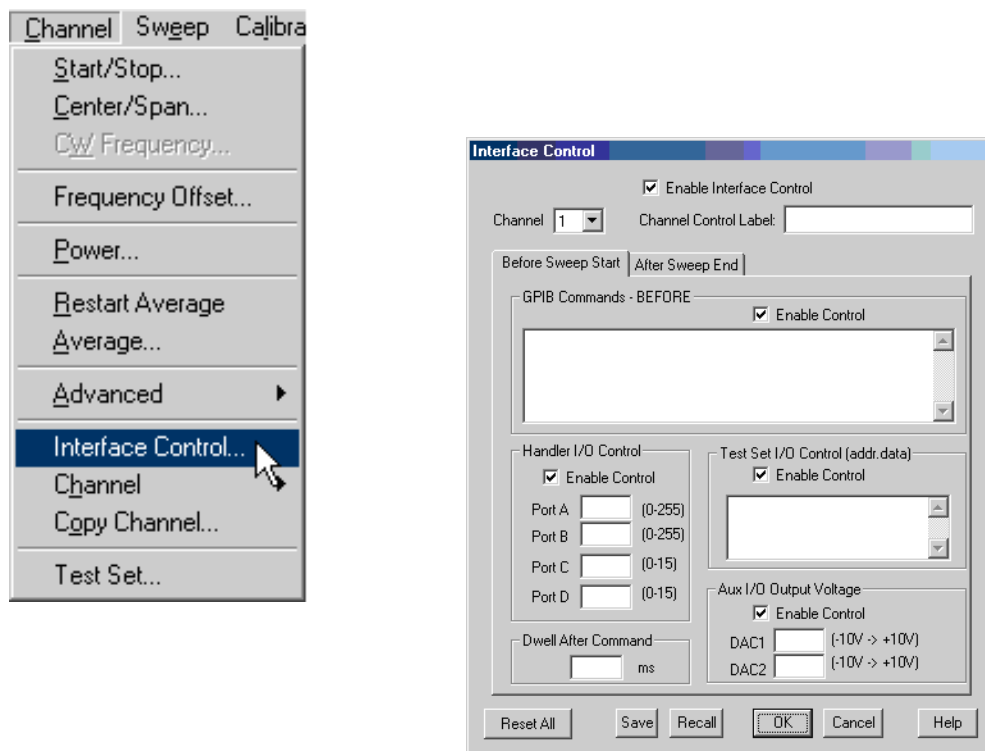 Channel Sweep Calibra
Start/Stop...
Center/Span...
CW Frequency...
Frequency Offset...
Power...
Restart Average
Average...
Advanced
Interface Control...
Channel
Copy Channel...
Test Set...
Interface Control
Enable Interface Control
Channel 1 Channel Control Label:
Before Sweep Start After Sweep End
GPIB Commands - BEFORE
Enable Control
Handler I/O Control
Enable Control
Port A (0-255)
Port B (0-255)
Port C (0-15)
Port D (0-15)
Test Set I/O Control (addr.data)
Enable Control
Dwell After Command
ms
Aux I/O Output Voltage
Enable Control
DAC1 (-10V -> +10V)
DAC2 (-10V -> +10V)
Reset All Save Recall OK Cancel Help